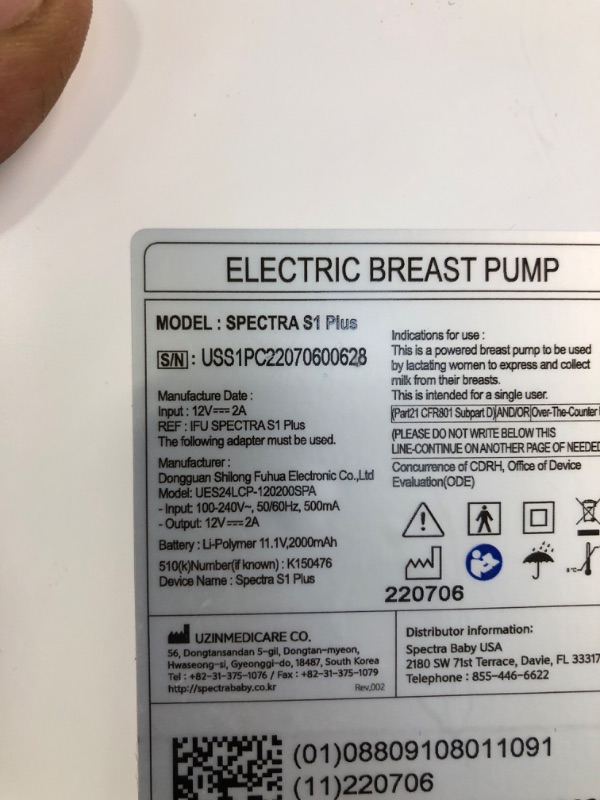 ELECTRIC BREAST PUMP
MODEL : SPECTRA S1 Plus
S/N : USS1PC22070600628
Manufacture Date :
Input : 12V⎓2A
REF : IFU SPECTRA S1 Plus
The following adapter must be used.
Manufacturer :
Dongguan Shilong Fuhua Electronic Co.,Ltd
Model: UES24LCP-120200SPA
- Input: 100-240V~, 50/60Hz, 500mA
- Output: 12V⎓2A
Battery : Li-Polymer 11.1V,2000mAh
510(k)Number(if known) : K150476
Device Name : Spectra S1 Plus
Indications for use :
This is a powered breast pump to be used
by lactating women to express and collect
milk from their breasts.
This is intended for a single user.
(Part21 CFR801 Subpart D)AND/OR Over-The-Counter
(PLEASE DO NOT WRITE BELOW THIS
LINE-CONTINUE ON ANOTHER PAGE OF NEEDED
Concurrence of CDRH, Office of Device
Evaluation(ODE)
220706
UZINMEDICARE CO.
56, Dongtansandan 5-gil, Dongtan-myeon,
Hwaseong-si, Gyeonggi-do, 18487, South Korea
Tel : +82-31-375-1076 / Fax : +82-31-375-1079
http://spectrababy.co.kr Rev.002
Distributor information:
Spectra Baby USA
2180 SW 71st Terrace, Davie, FL 33317
Telephone : 855-446-6622
(01)08809108011091
(11)220706